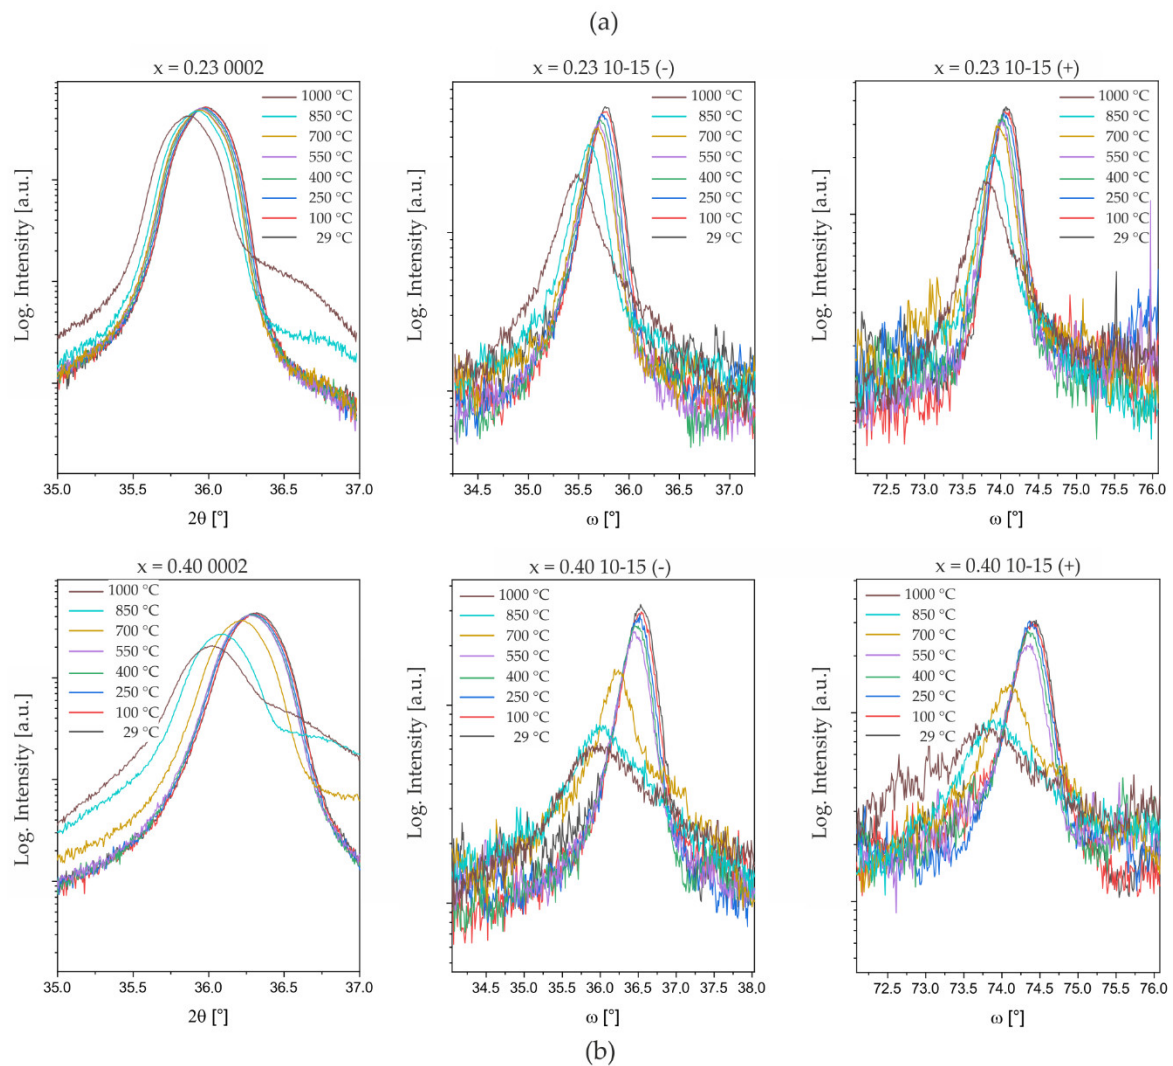 (a)
x = 0.23 0002
Log. Intensity [a.u.]
1000 °C
850 °C
700 °C
550 °C
400 °C
250 °C
100 °C
29 °C
35.0 35.5 36.0 36.5 37.0
2θ [°]
x = 0.23 10-15 (-)
Log. Intensity [a.u.]
1000 °C
850 °C
700 °C
550 °C
400 °C
250 °C
100 °C
29 °C
34.5 35.0 35.5 36.0 36.5 37.0
ω [°]
x = 0.23 10-15 (+)
Log. Intensity [a.u.]
1000 °C
850 °C
700 °C
550 °C
400 °C
250 °C
100 °C
29 °C
72.5 73.0 73.5 74.0 74.5 75.0 75.5 76.0
ω [°]
x = 0.40 0002
Log. Intensity [a.u.]
1000 °C
850 °C
700 °C
550 °C
400 °C
250 °C
100 °C
29 °C
35.0 35.5 36.0 36.5 37.0
2θ [°]
x = 0.40 10-15 (-)
Log. Intensity [a.u.]
1000 °C
850 °C
700 °C
550 °C
400 °C
250 °C
100 °C
29 °C
34.5 35.0 35.5 36.0 36.5 37.0 37.5 38.0
ω [°]
x = 0.40 10-15 (+)
Log. Intensity [a.u.]
1000 °C
850 °C
700 °C
550 °C
400 °C
250 °C
100 °C
29 °C
72.5 73.0 73.5 74.0 74.5 75.0 75.5 76.0
ω [°]
(b)